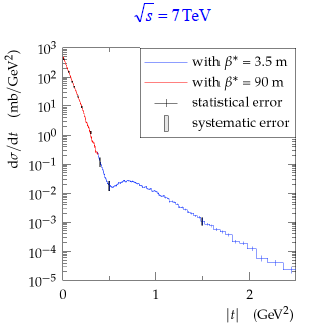 √s = 7 TeV
with β* = 3.5 m
with β* = 90 m
statistical error
systematic error
dσ/dt (mb/GeV²)
10³
10²
10¹
1
10⁻¹
10⁻²
10⁻³
10⁻⁴
10⁻⁵
0
1
2
|t| (GeV²)